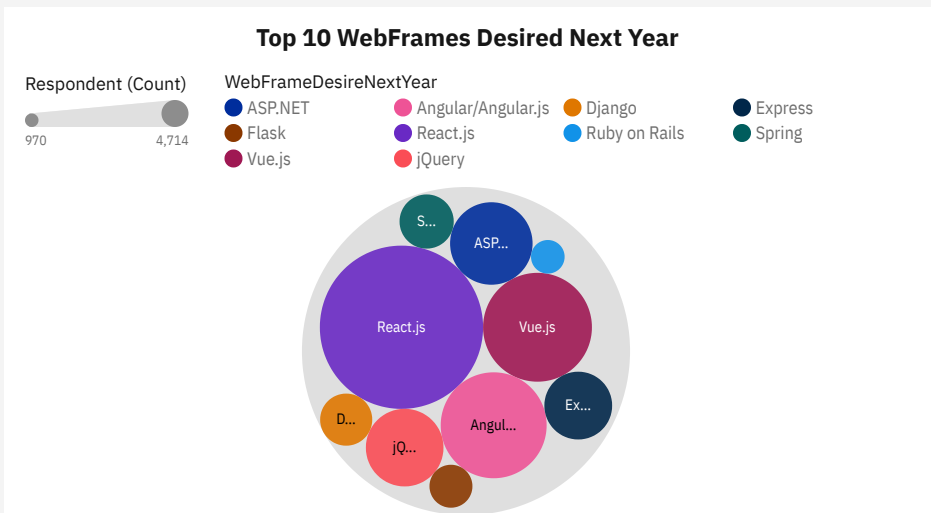 Top 10 WebFrames Desired Next Year
Respondent (Count)
970 4,714
WebFrameDesireNextYear
ASP.NET Angular/Angular.js Django Express
Flask React.js Ruby on Rails Spring
Vue.js jQuery
S...
ASP...
React.js
Vue.js
Ex...
D...
Angul...
jQ...